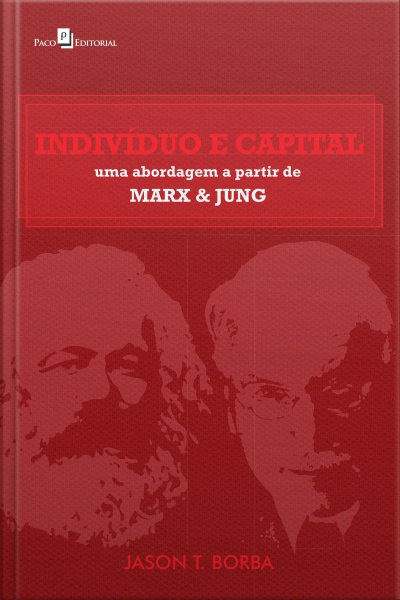 PACO EDITORIAL
INDIVÍDUO E CAPITAL
uma abordagem a partir de
MARX & JUNG
JASON T. BORBA